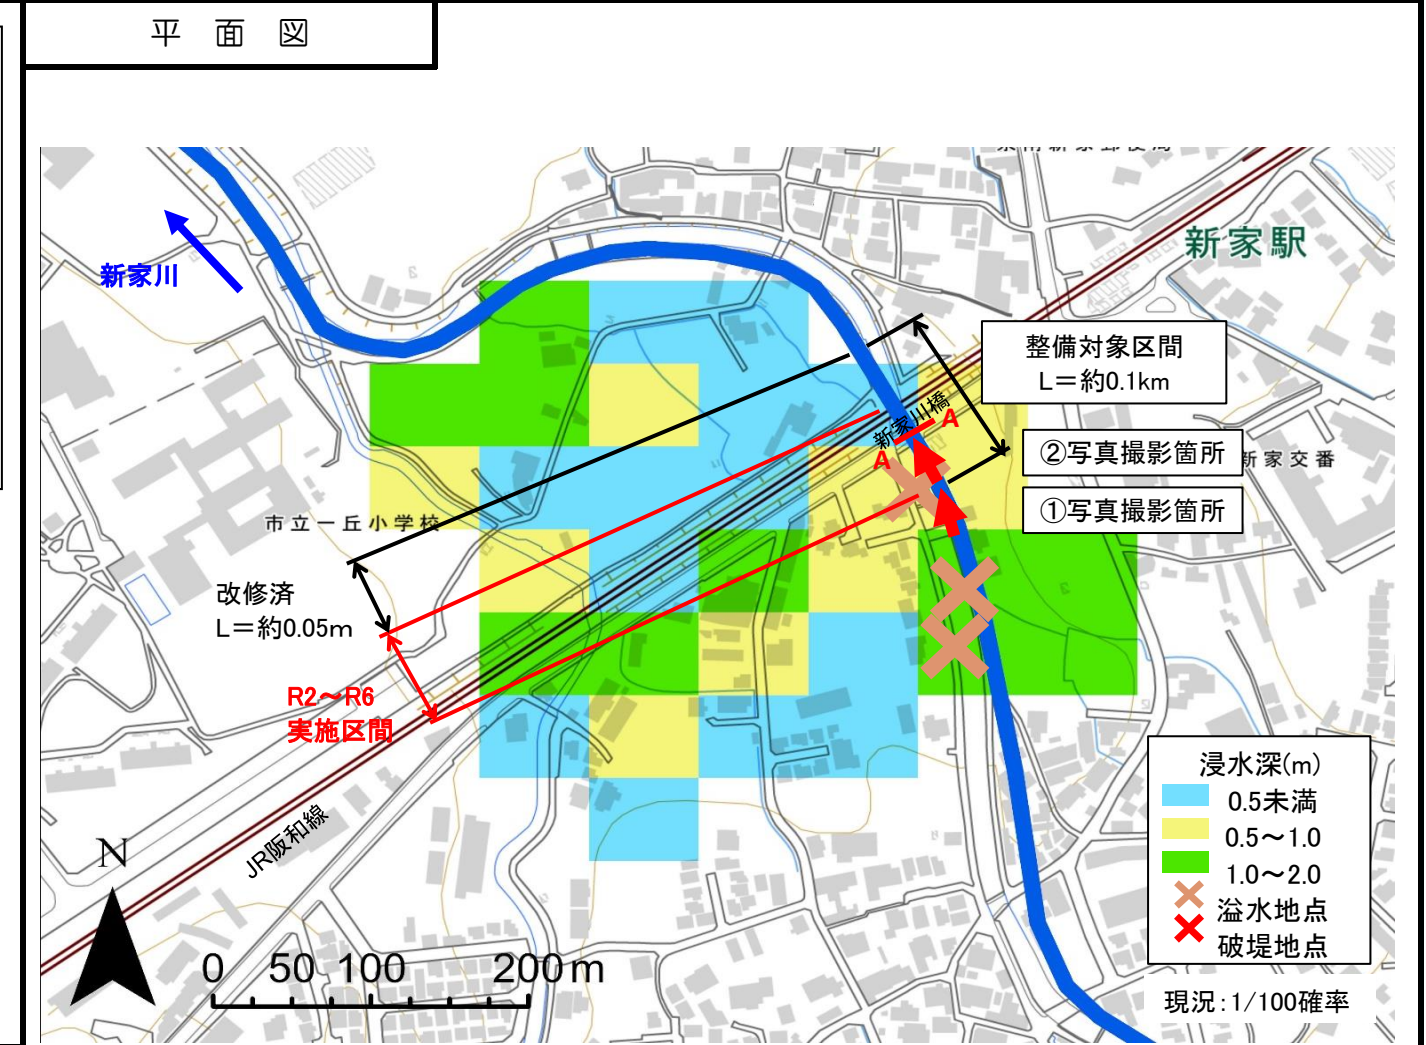 平面図
新家駅
新家川
整備対象区間
L＝約0.1km
新家川橋
A
A
②写真撮影箇所
新家交番
①写真撮影箇所
市立一丘小学校
改修済
L＝約0.05m
R2～R6
実施区間
JR阪和線
N
0 50 100 200m
浸水深(m)
0.5未満
0.5～1.0
1.0～2.0
溢水地点
破堤地点
現況：1/100確率